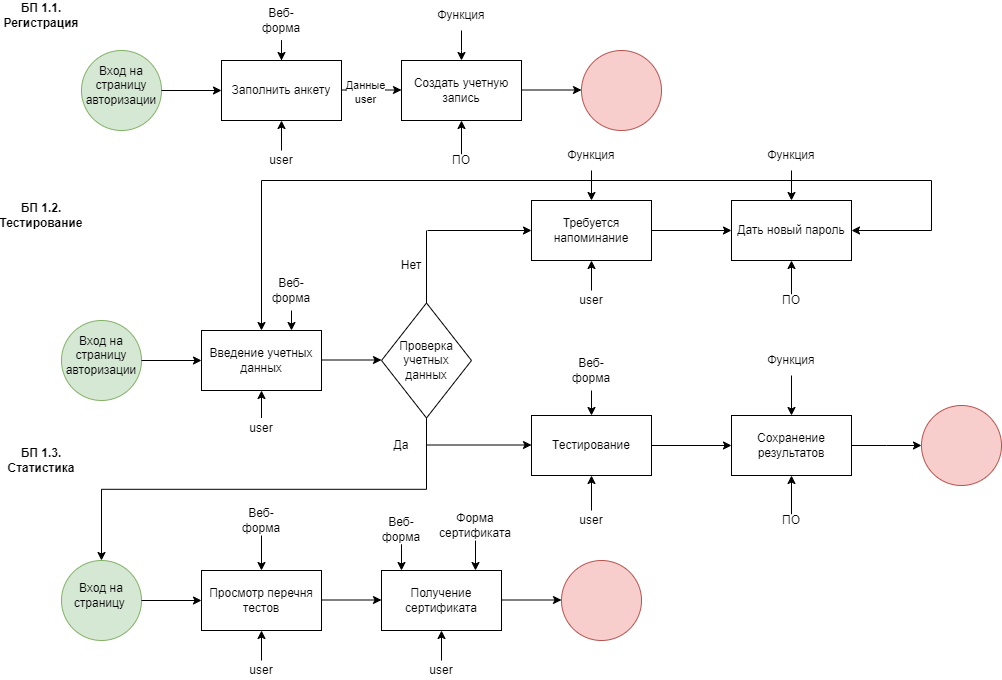 БП 1.1.
Регистрация
Веб-
форма
Функция
Вход на
страницу
авторизации
Заполнить анкету
Данные
user
Создать учетную
запись
user
ПО
БП 1.2.
Тестирование
Функция
Функция
Требуется
напоминание
Дать новый пароль
user
ПО
Нет
Веб-
форма
Вход на
страницу
авторизации
Введение учетных
данных
Проверка
учетных
данных
user
Веб-
форма
Функция
Да
Тестирование
Сохранение
результатов
user
ПО
БП 1.3.
Статистика
Веб-
форма
Веб-
форма
Форма
сертификата
Вход на
страницу
Просмотр перечня
тестов
Получение
сертификата
user
user